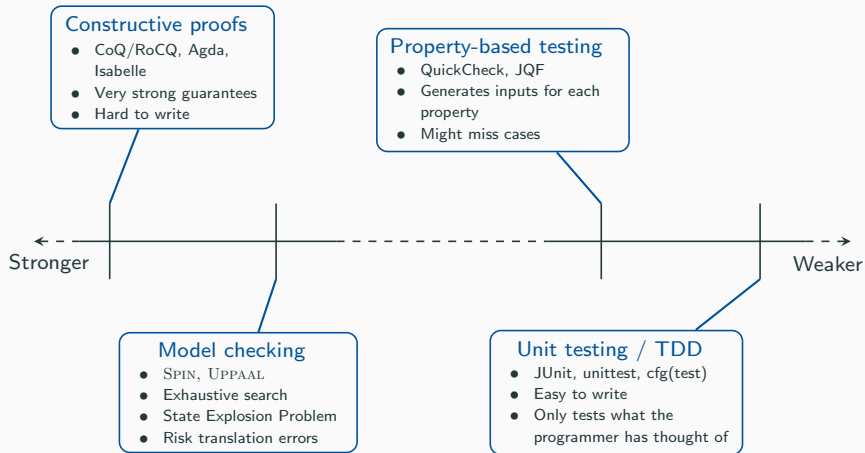 Constructive proofs
• CoQ/RoCQ, Agda,
Isabelle
• Very strong guarantees
• Hard to write
Property-based testing
• QuickCheck, JQF
• Generates inputs for each
property
• Might miss cases
Stronger
Weaker
Model checking
• SPIN, UPPAAL
• Exhaustive search
• State Explosion Problem
• Risk translation errors
Unit testing / TDD
• JUnit, unittest, cfg(test)
• Easy to write
• Only tests what the
programmer has thought of